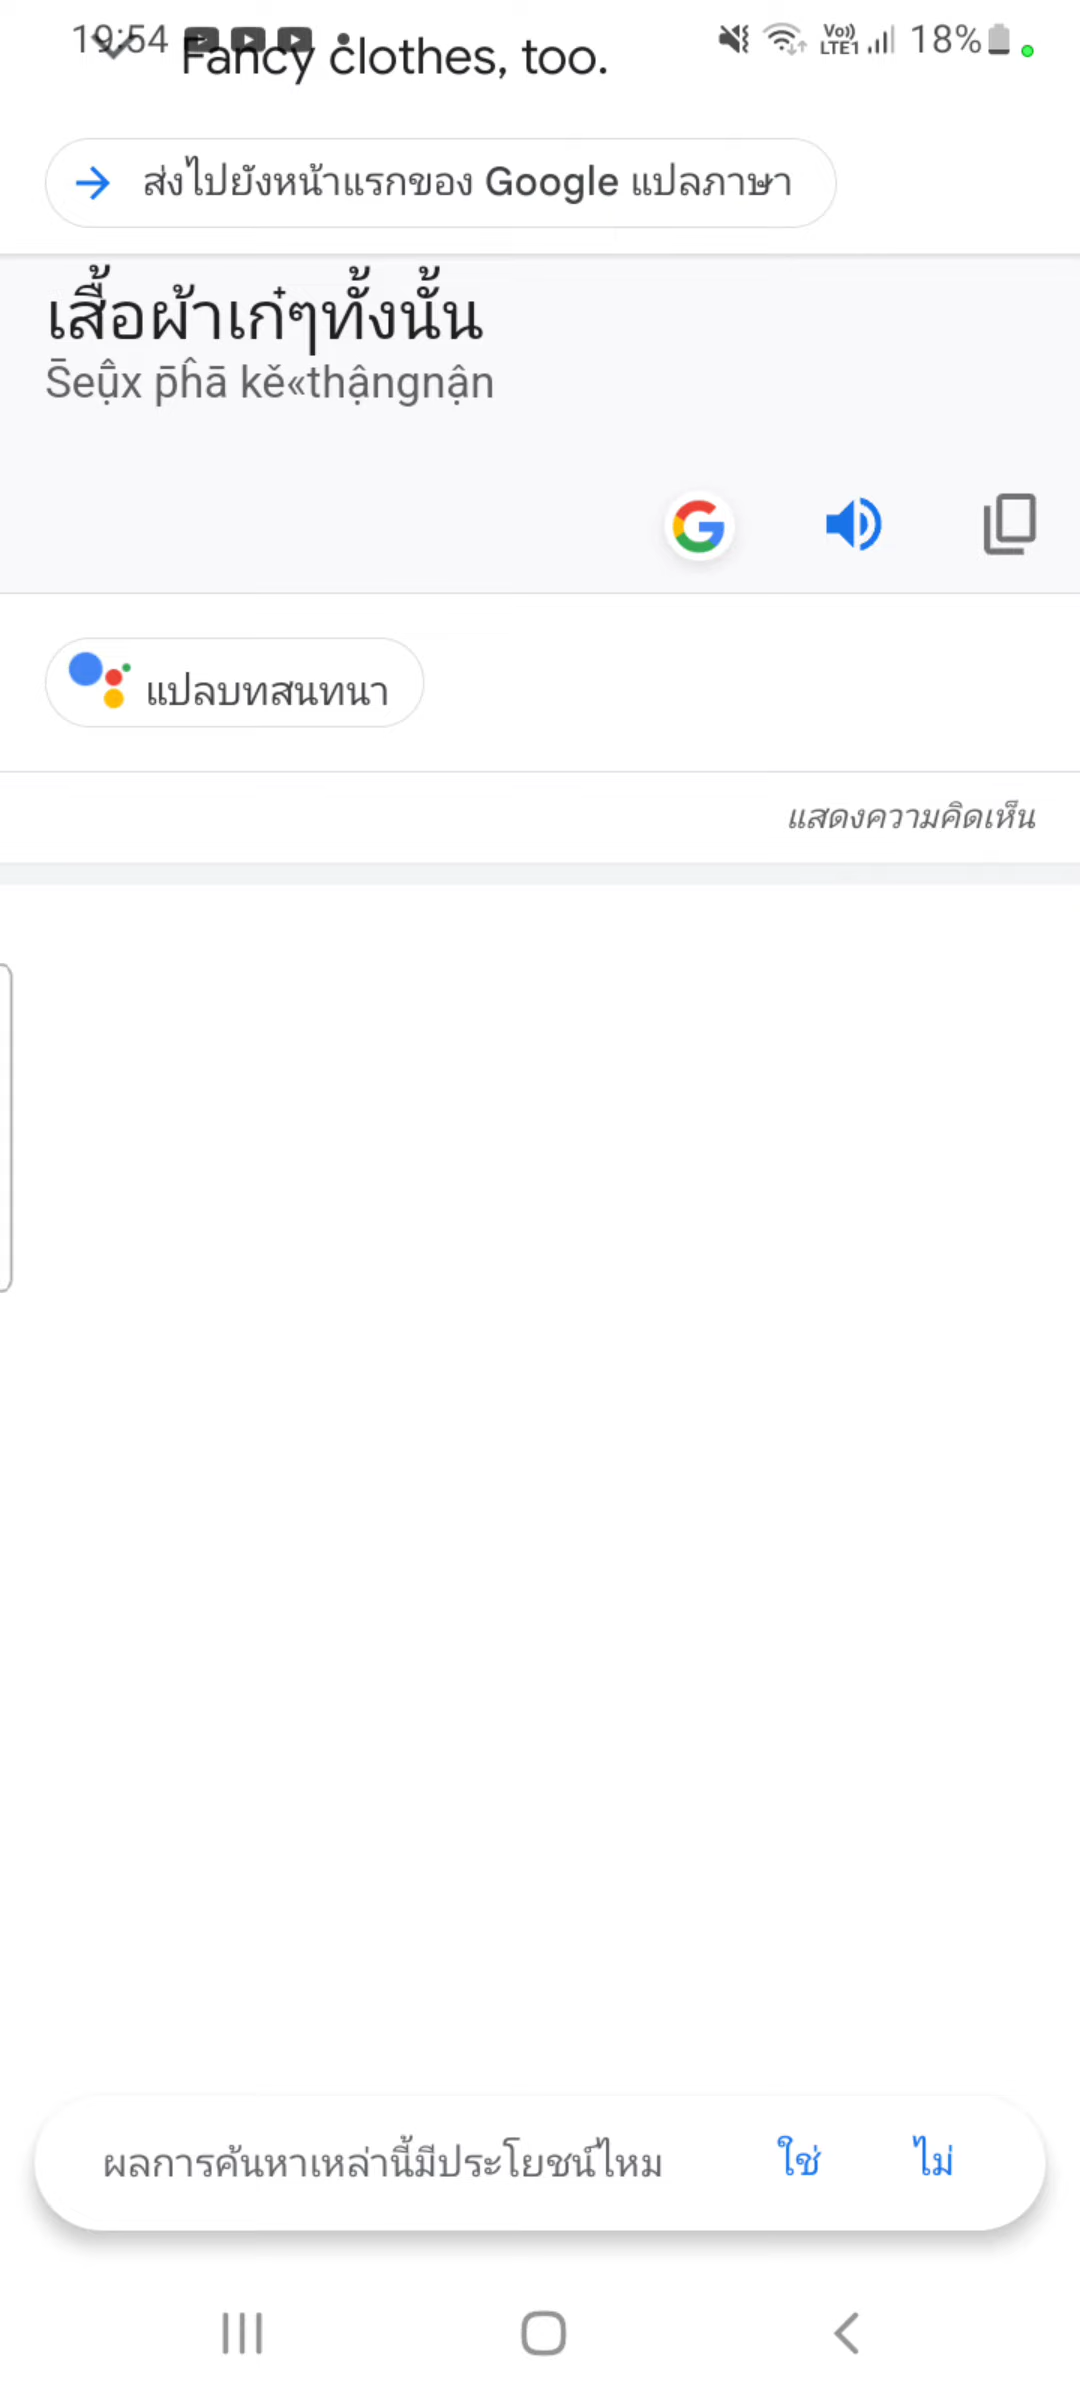 19:54 Vo)) LTE1 18%
Fancy clothes, too.
ส่งไปยังหน้าแรกของ Google แปลภาษา
เสื้อผ้าเก๋ๆทั้งนั้น
S̄eụ̄̂x p̄ĥā kě«thậngnận
แปลบทสนทนา
แสดงความคิดเห็น
ผลการค้นหาเหล่านี้มีประโยชน์ไหม ใช่ ไม่